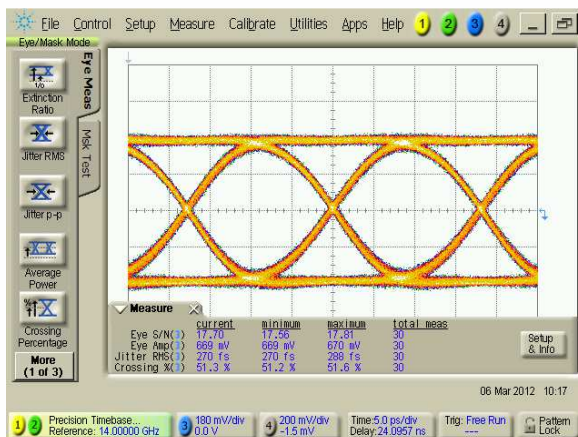 File Control Setup Measure Calibrate Utilities Apps Help 1 2 3 4
Eye/Mask Mode
Eye Meas
Msk Test
Extinction
Ratio
Jitter RMS
Jitter p-p
Average
Power
Crossing
Percentage
More
(1 of 3)
Measure
current minimum maximum total meas
Eye S/N(3) 17.70 17.56 17.81 30
Eye Amp(3) 669 mV 669 mV 670 mV 30
Jitter RMS(3) 270 fs 270 fs 288 fs 30
Crossing %(3) 51.3 % 51.2 % 51.6 % 30
Setup
& Info
06 Mar 2012 10:17
1 2 Precision Timebase...
Reference: 14.00000 GHz
3 180 mV/div
0.0 V
4 200 mV/div
-1.5 mV
Time:5.0 ps/div
Delay:24.0957 ns
Trig: Free Run
---
Pattern
Lock